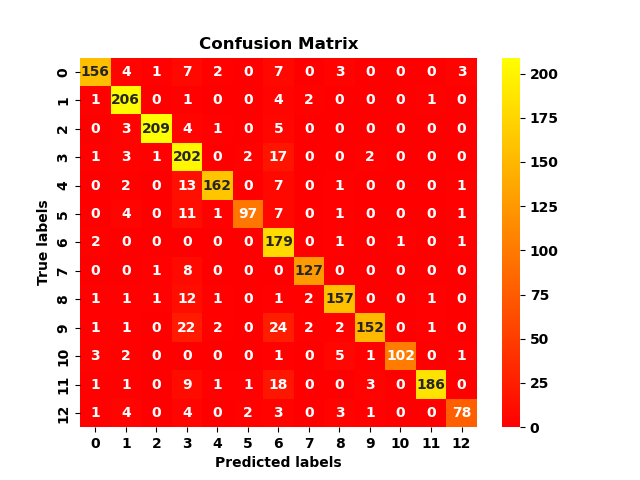 Confusion Matrix
0 156 4 1 7 2 0 7 0 3 0 0 0 3
1 1 206 0 1 0 0 4 2 0 0 0 1 0
2 0 3 209 4 1 0 5 0 0 0 0 0 0
3 1 3 1 202 0 2 17 0 0 2 0 0 0
4 0 2 0 13 162 0 7 0 1 0 0 0 1
5 0 4 0 11 1 97 7 0 1 0 0 0 1
6 2 0 0 0 0 0 179 0 1 0 1 0 1
7 0 0 1 8 0 0 0 127 0 0 0 0 0
8 1 1 1 12 1 0 1 2 157 0 0 1 0
9 1 1 0 22 2 0 24 2 2 152 0 1 0
10 3 2 0 0 0 0 1 0 5 1 102 0 1
11 1 1 0 9 1 1 18 0 0 3 0 186 0
12 1 4 0 4 0 2 3 0 3 1 0 0 78
0 1 2 3 4 5 6 7 8 9 10 11 12
Predicted labels
True labels
200
175
150
125
100
75
50
25
0